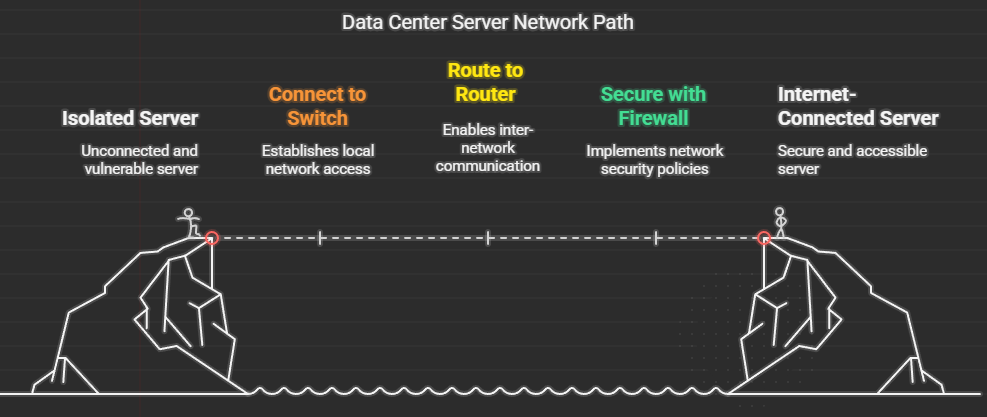 Data Center Server Network Path
Isolated Server
Unconnected and
vulnerable server
Connect to
Switch
Establishes local
network access
Route to
Router
Enables inter-
network
communication
Secure with
Firewall
Implements network
security policies
Internet-
Connected Server
Secure and accessible
server